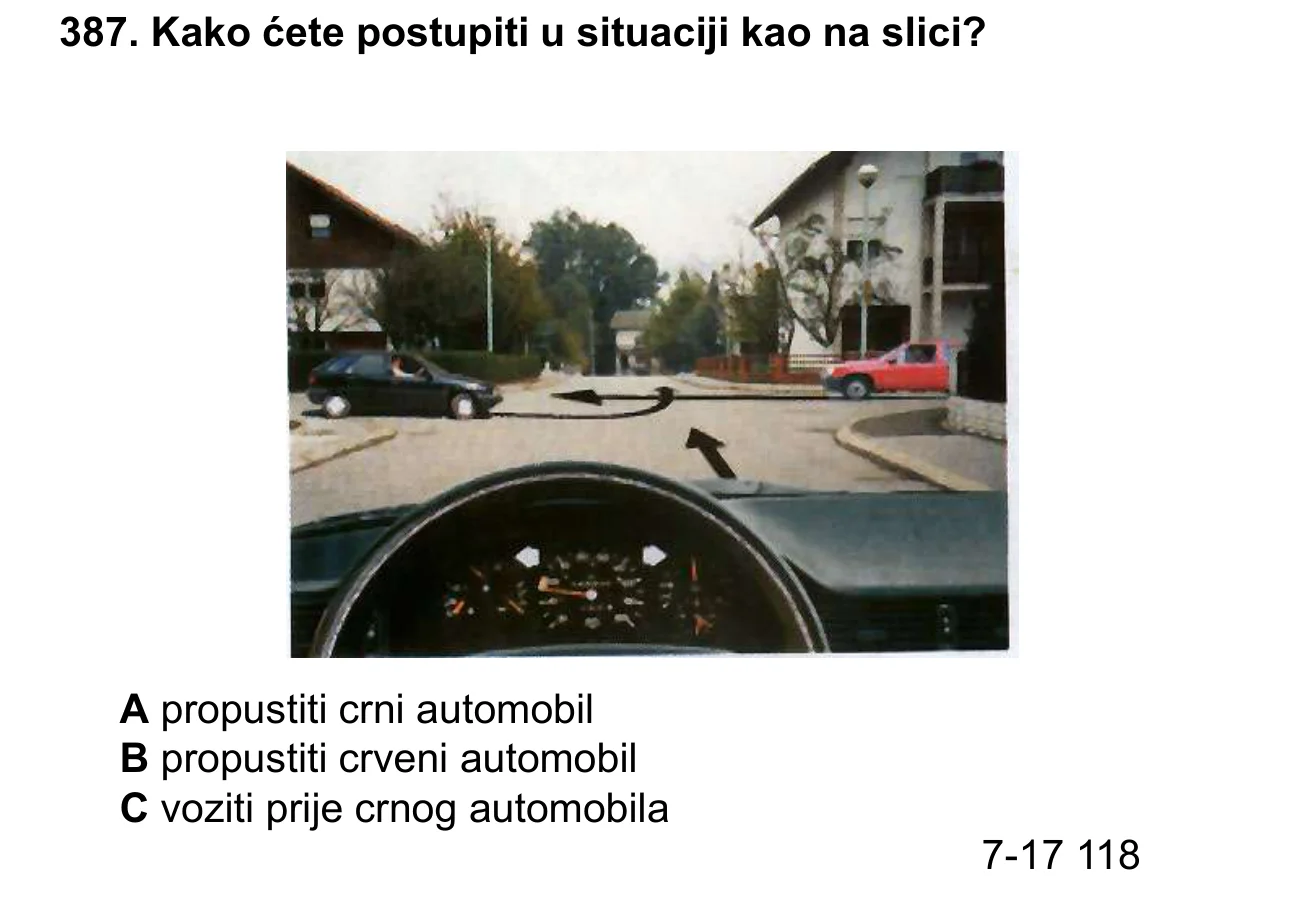 387. Kako ćete postupiti u situaciji kao na slici?
A propustiti crni automobil
B propustiti crveni automobil
C voziti prije crnog automobila
7-17 118